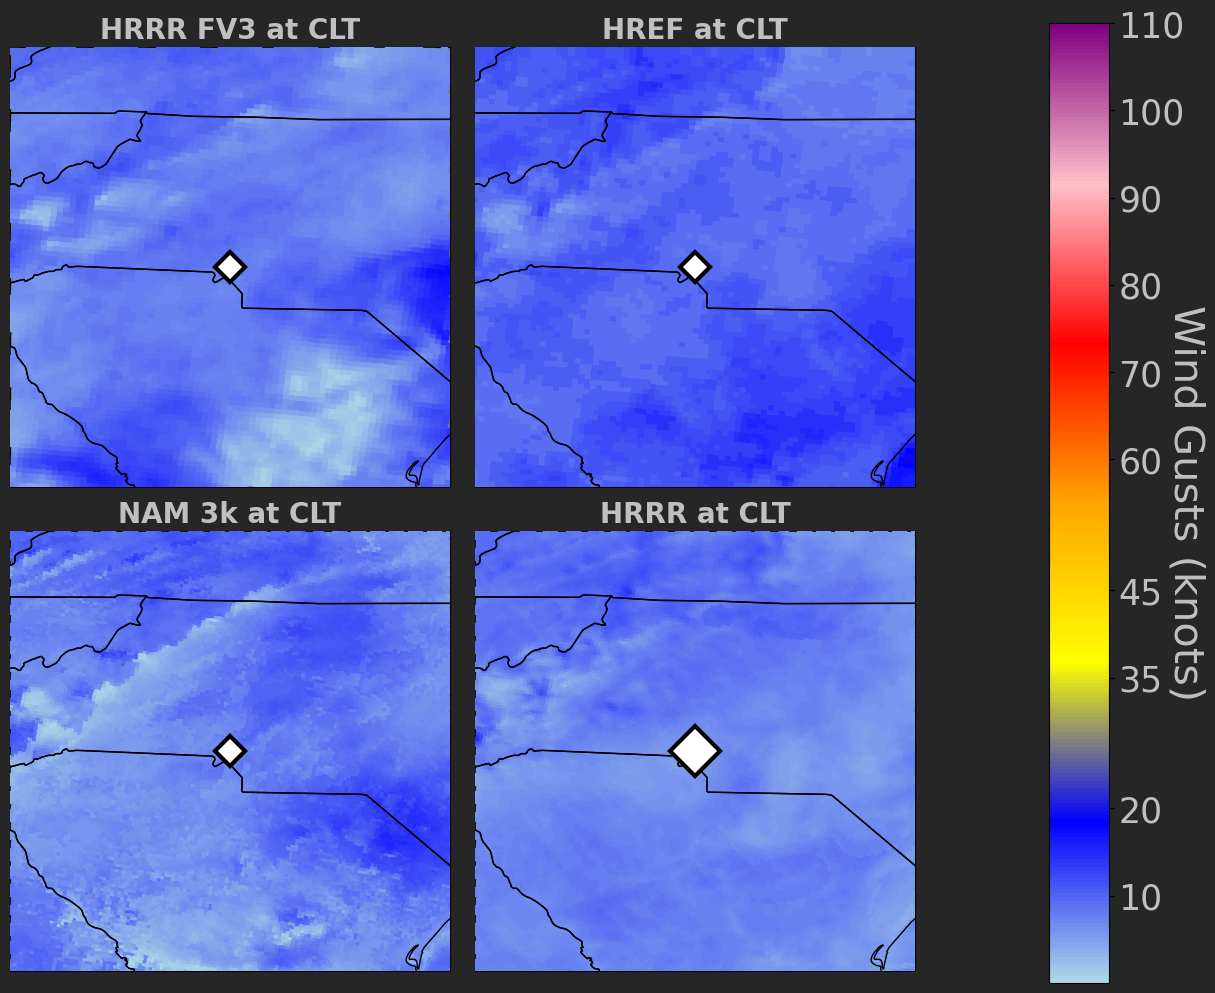 HRRR FV3 at CLT
HREF at CLT
NAM 3k at CLT
HRRR at CLT
110
100
90
80
70
60
45
35
20
10
Wind Gusts (knots)